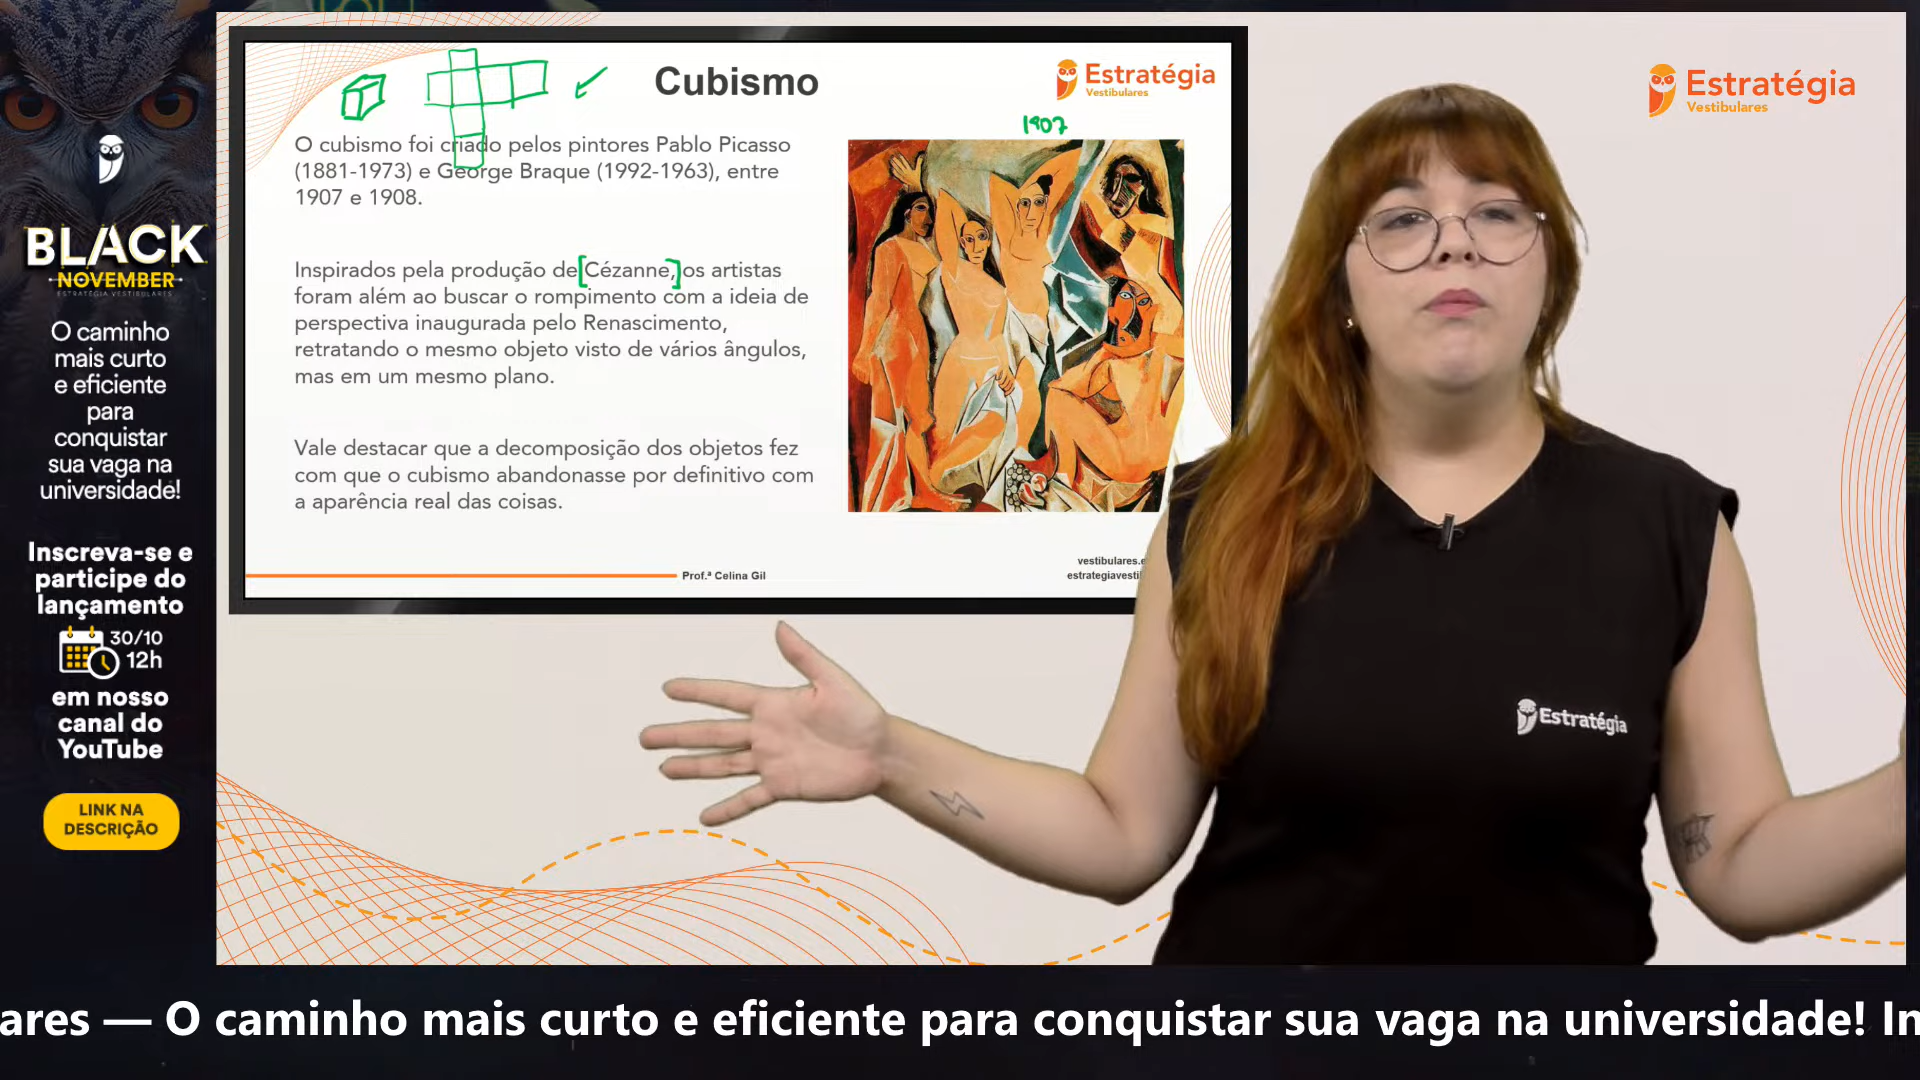 BLACK
NOVEMBER
ESTRATÉGIA VESTIBULARES
O caminho
mais curto
e eficiente
para
conquistar
sua vaga na
universidade!
Inscreva-se e
participe do
lançamento
30/10
12h
em nosso
canal do
YouTube
LINK NA
DESCRIÇÃO
Cubismo
Estratégia
Vestibulares
1907
O cubismo foi criado pelos pintores Pablo Picasso
(1881-1973) e George Braque (1992-1963), entre
1907 e 1908.
Inspirados pela produção de [Cézanne,] os artistas
foram além ao buscar o rompimento com a ideia de
perspectiva inaugurada pelo Renascimento,
retratando o mesmo objeto visto de vários ângulos,
mas em um mesmo plano.
Vale destacar que a decomposição dos objetos fez
com que o cubismo abandonasse por definitivo com
a aparência real das coisas.
Prof.ª Celina Gil
vestibulares.e
estrategiavesti
Estratégia
Vestibulares
Estratégia
ares — O caminho mais curto e eficiente para conquistar sua vaga na universidade! In